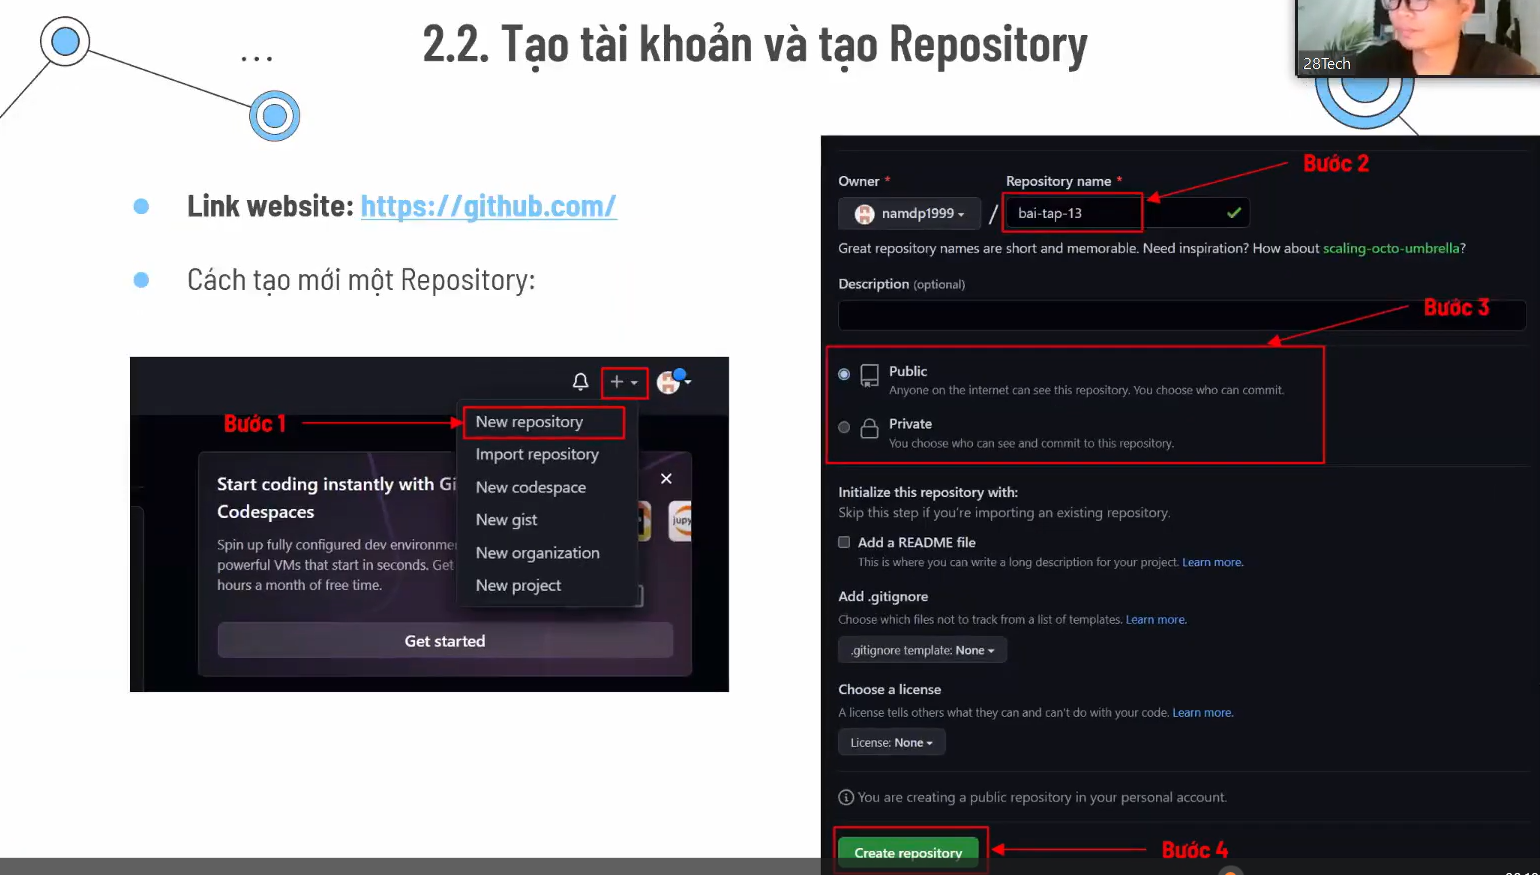 2.2. Tạo tài khoản và tạo Repository
...
28Tech
Link website: https://github.com/
Cách tạo mới một Repository:
Bước 1
New repository
Import repository
New codespace
New gist
New organization
New project
Start coding instantly with Gi
Codespaces
Spin up fully configured dev environme
powerful VMs that start in seconds. Get
hours a month of free time.
jupy
Get started
Bước 2
Owner *
Repository name *
namdp1999
/
bai-tap-13
Great repository names are short and memorable. Need inspiration? How about scaling-octo-umbrella?
Description (optional)
Bước 3
Public
Anyone on the internet can see this repository. You choose who can commit.
Private
You choose who can see and commit to this repository.
Initialize this repository with:
Skip this step if you're importing an existing repository.
Add a README file
This is where you can write a long description for your project. Learn more.
Add .gitignore
Choose which files not to track from a list of templates. Learn more.
.gitignore template: None
Choose a license
A license tells others what they can and can't do with your code. Learn more.
License: None
You are creating a public repository in your personal account.
Create repository
Bước 4